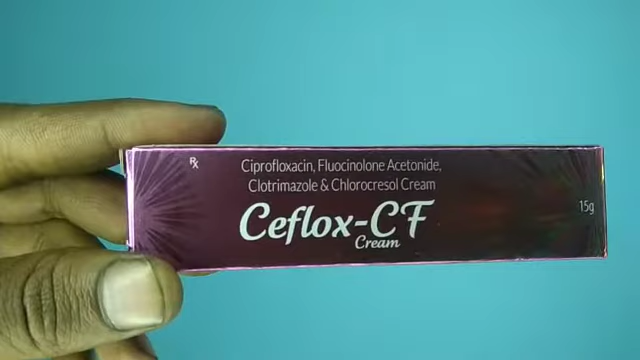 Rx
Ciprofloxacin, Fluocinolone Acetonide,
Clotrimazole & Chlorocresol Cream
Ceflox-CF
Cream
15g